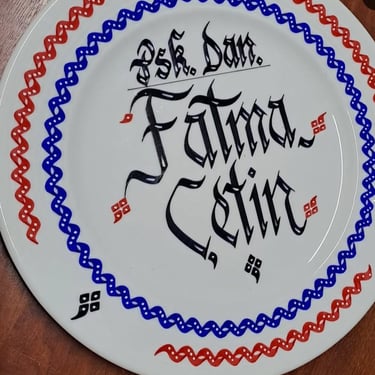 Psk. Dan.
Fatma
Çetin